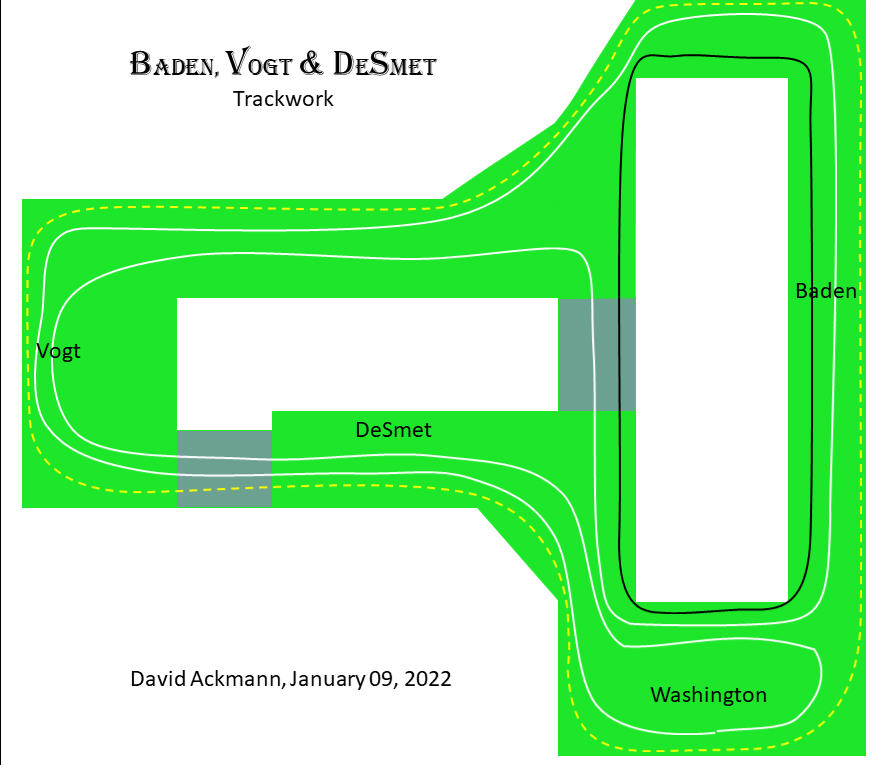 Baden, Vogt & DeSmet
Trackwork
Baden
Vogt
DeSmet
David Ackmann, January 09, 2022
Washington